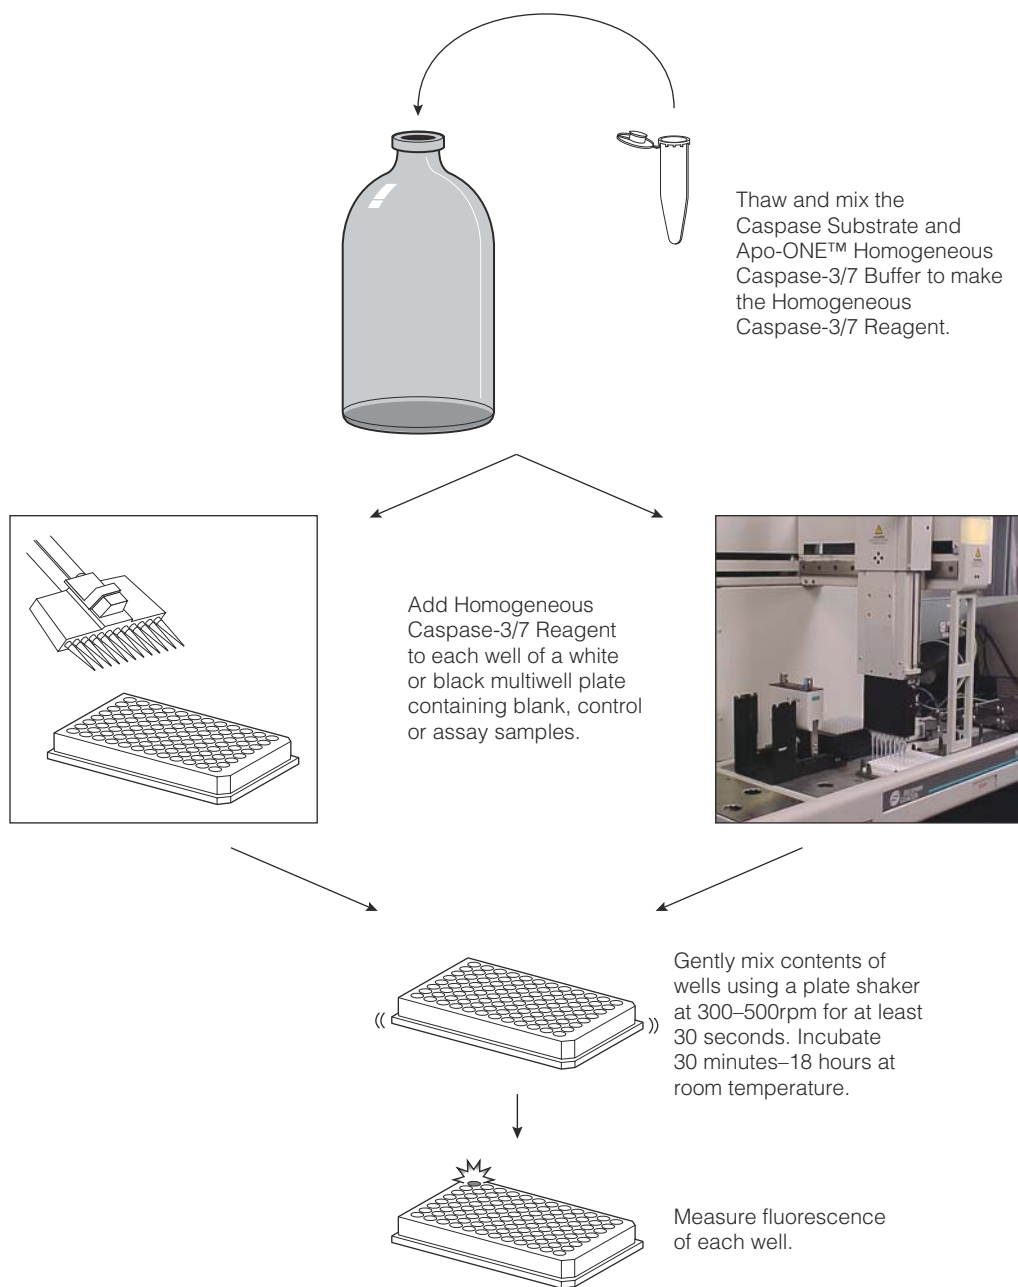 Thaw and mix the
Caspase Substrate and
Apo-ONE™ Homogeneous
Caspase-3/7 Buffer to make
the Homogeneous
Caspase-3/7 Reagent.
Add Homogeneous
Caspase-3/7 Reagent
to each well of a white
or black multiwell plate
containing blank, control
or assay samples.
Gently mix contents of
wells using a plate shaker
at 300–500rpm for at least
30 seconds. Incubate
30 minutes–18 hours at
room temperature.
Measure fluorescence
of each well.